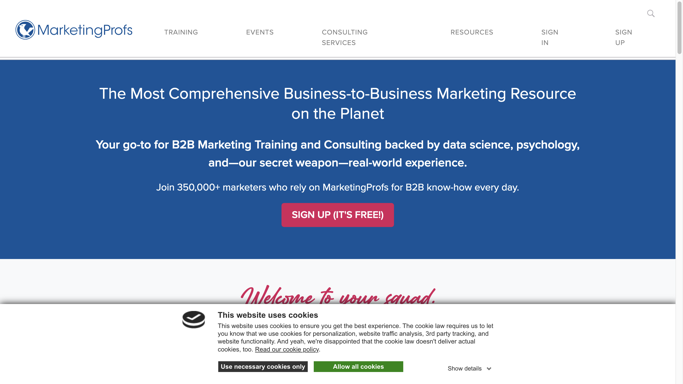 MarketingProfs
TRAINING
EVENTS
CONSULTING
SERVICES
RESOURCES
SIGN
IN
SIGN
UP
The Most Comprehensive Business-to-Business Marketing Resource
on the Planet
Your go-to for B2B Marketing Training and Consulting backed by data science, psychology,
and—our secret weapon—real-world experience.
Join 350,000+ marketers who rely on MarketingProfs for B2B know-how every day.
SIGN UP (IT'S FREE!)
Welcome to your squad.
This website uses cookies
This website uses cookies to ensure you get the best experience. The cookie law requires us to let
you know that we use cookies for personalization, website traffic analysis, 3rd party tracking, and
website functionality. And yeah, we're disappointed that the cookie law doesn't deliver actual
cookies, too. Read our cookie policy.
Use necessary cookies only
Allow all cookies
Show details